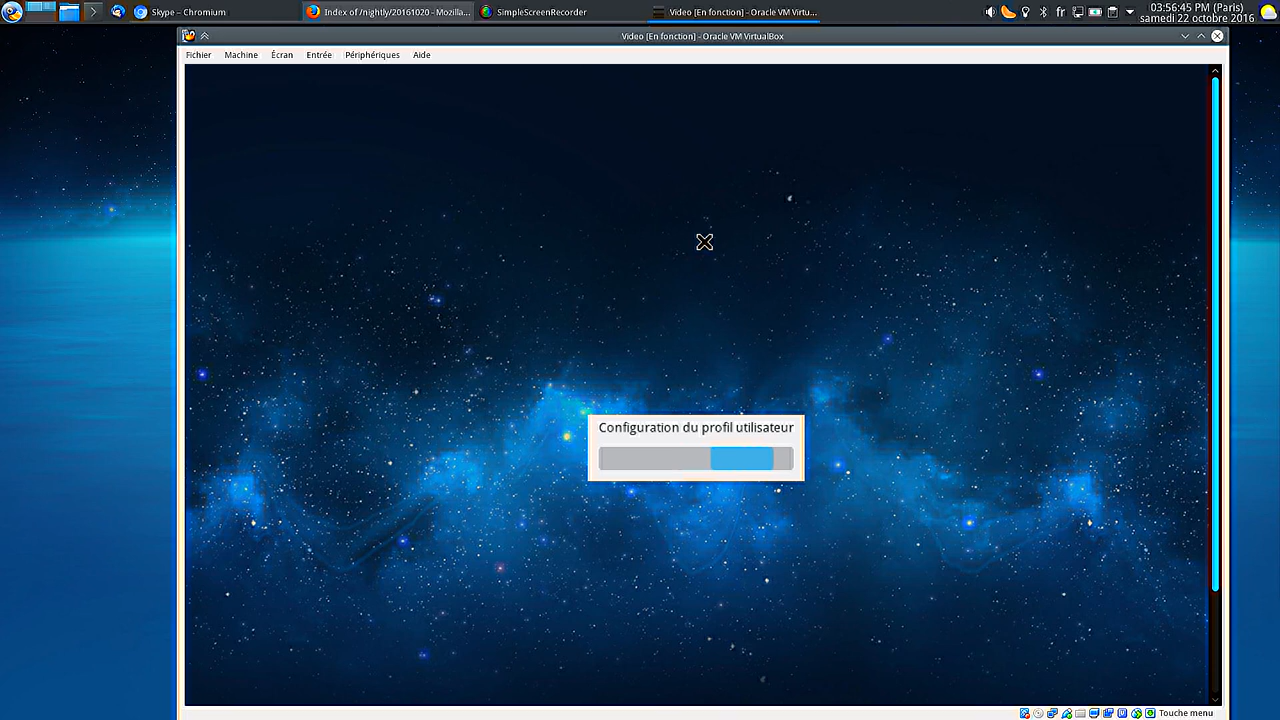 Skype – Chromium
Index of /nightly/20161020 - Mozilla...
SimpleScreenRecorder
Video [En fonction] - Oracle VM Virtu...
fr
03:56:45 PM (Paris)
samedi 22 octobre 2016
Video [En fonction] - Oracle VM VirtualBox
Fichier Machine Écran Entrée Périphériques Aide
Configuration du profil utilisateur
Touche menu